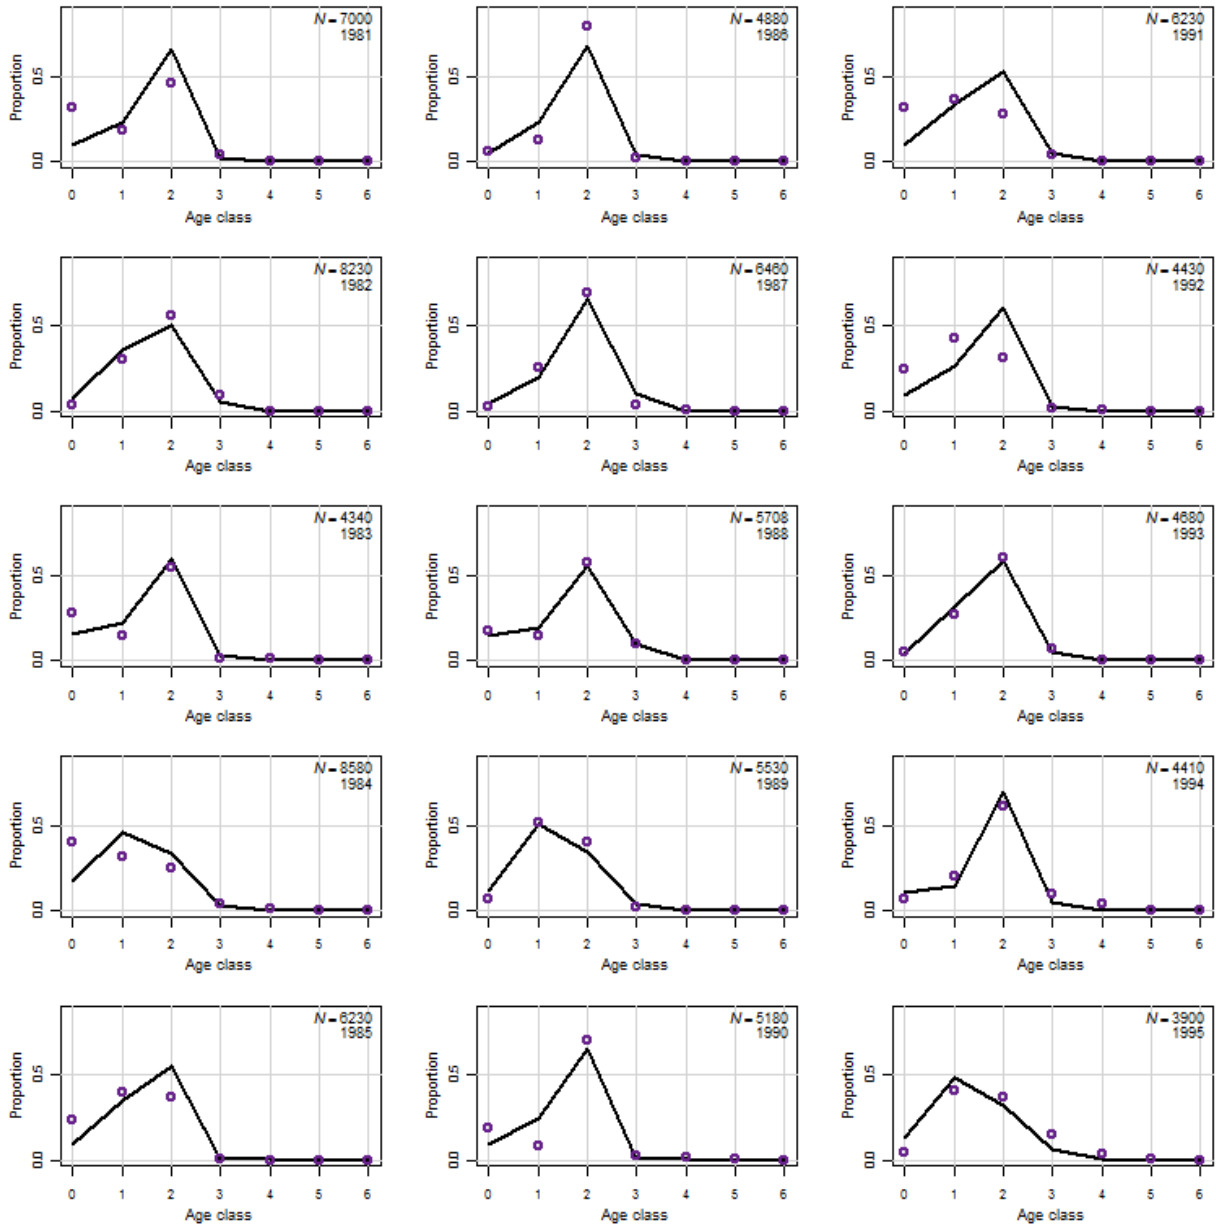 N = 7000
1981
Proportion
0.5
0.0
0 1 2 3 4 5 6
Age class
N = 4880
1986
Proportion
0.5
0.0
0 1 2 3 4 5 6
Age class
N = 6230
1991
Proportion
0.5
0.0
0 1 2 3 4 5 6
Age class
N = 8230
1982
Proportion
0.5
0.0
0 1 2 3 4 5 6
Age class
N = 6460
1987
Proportion
0.5
0.0
0 1 2 3 4 5 6
Age class
N = 4430
1992
Proportion
0.5
0.0
0 1 2 3 4 5 6
Age class
N = 4340
1983
Proportion
0.5
0.0
0 1 2 3 4 5 6
Age class
N = 5708
1988
Proportion
0.5
0.0
0 1 2 3 4 5 6
Age class
N = 4680
1993
Proportion
0.5
0.0
0 1 2 3 4 5 6
Age class
N = 8580
1984
Proportion
0.5
0.0
0 1 2 3 4 5 6
Age class
N = 5530
1989
Proportion
0.5
0.0
0 1 2 3 4 5 6
Age class
N = 4410
1994
Proportion
0.5
0.0
0 1 2 3 4 5 6
Age class
N = 6230
1985
Proportion
0.5
0.0
0 1 2 3 4 5 6
Age class
N = 5180
1990
Proportion
0.5
0.0
0 1 2 3 4 5 6
Age class
N = 3900
1995
Proportion
0.5
0.0
0 1 2 3 4 5 6
Age class